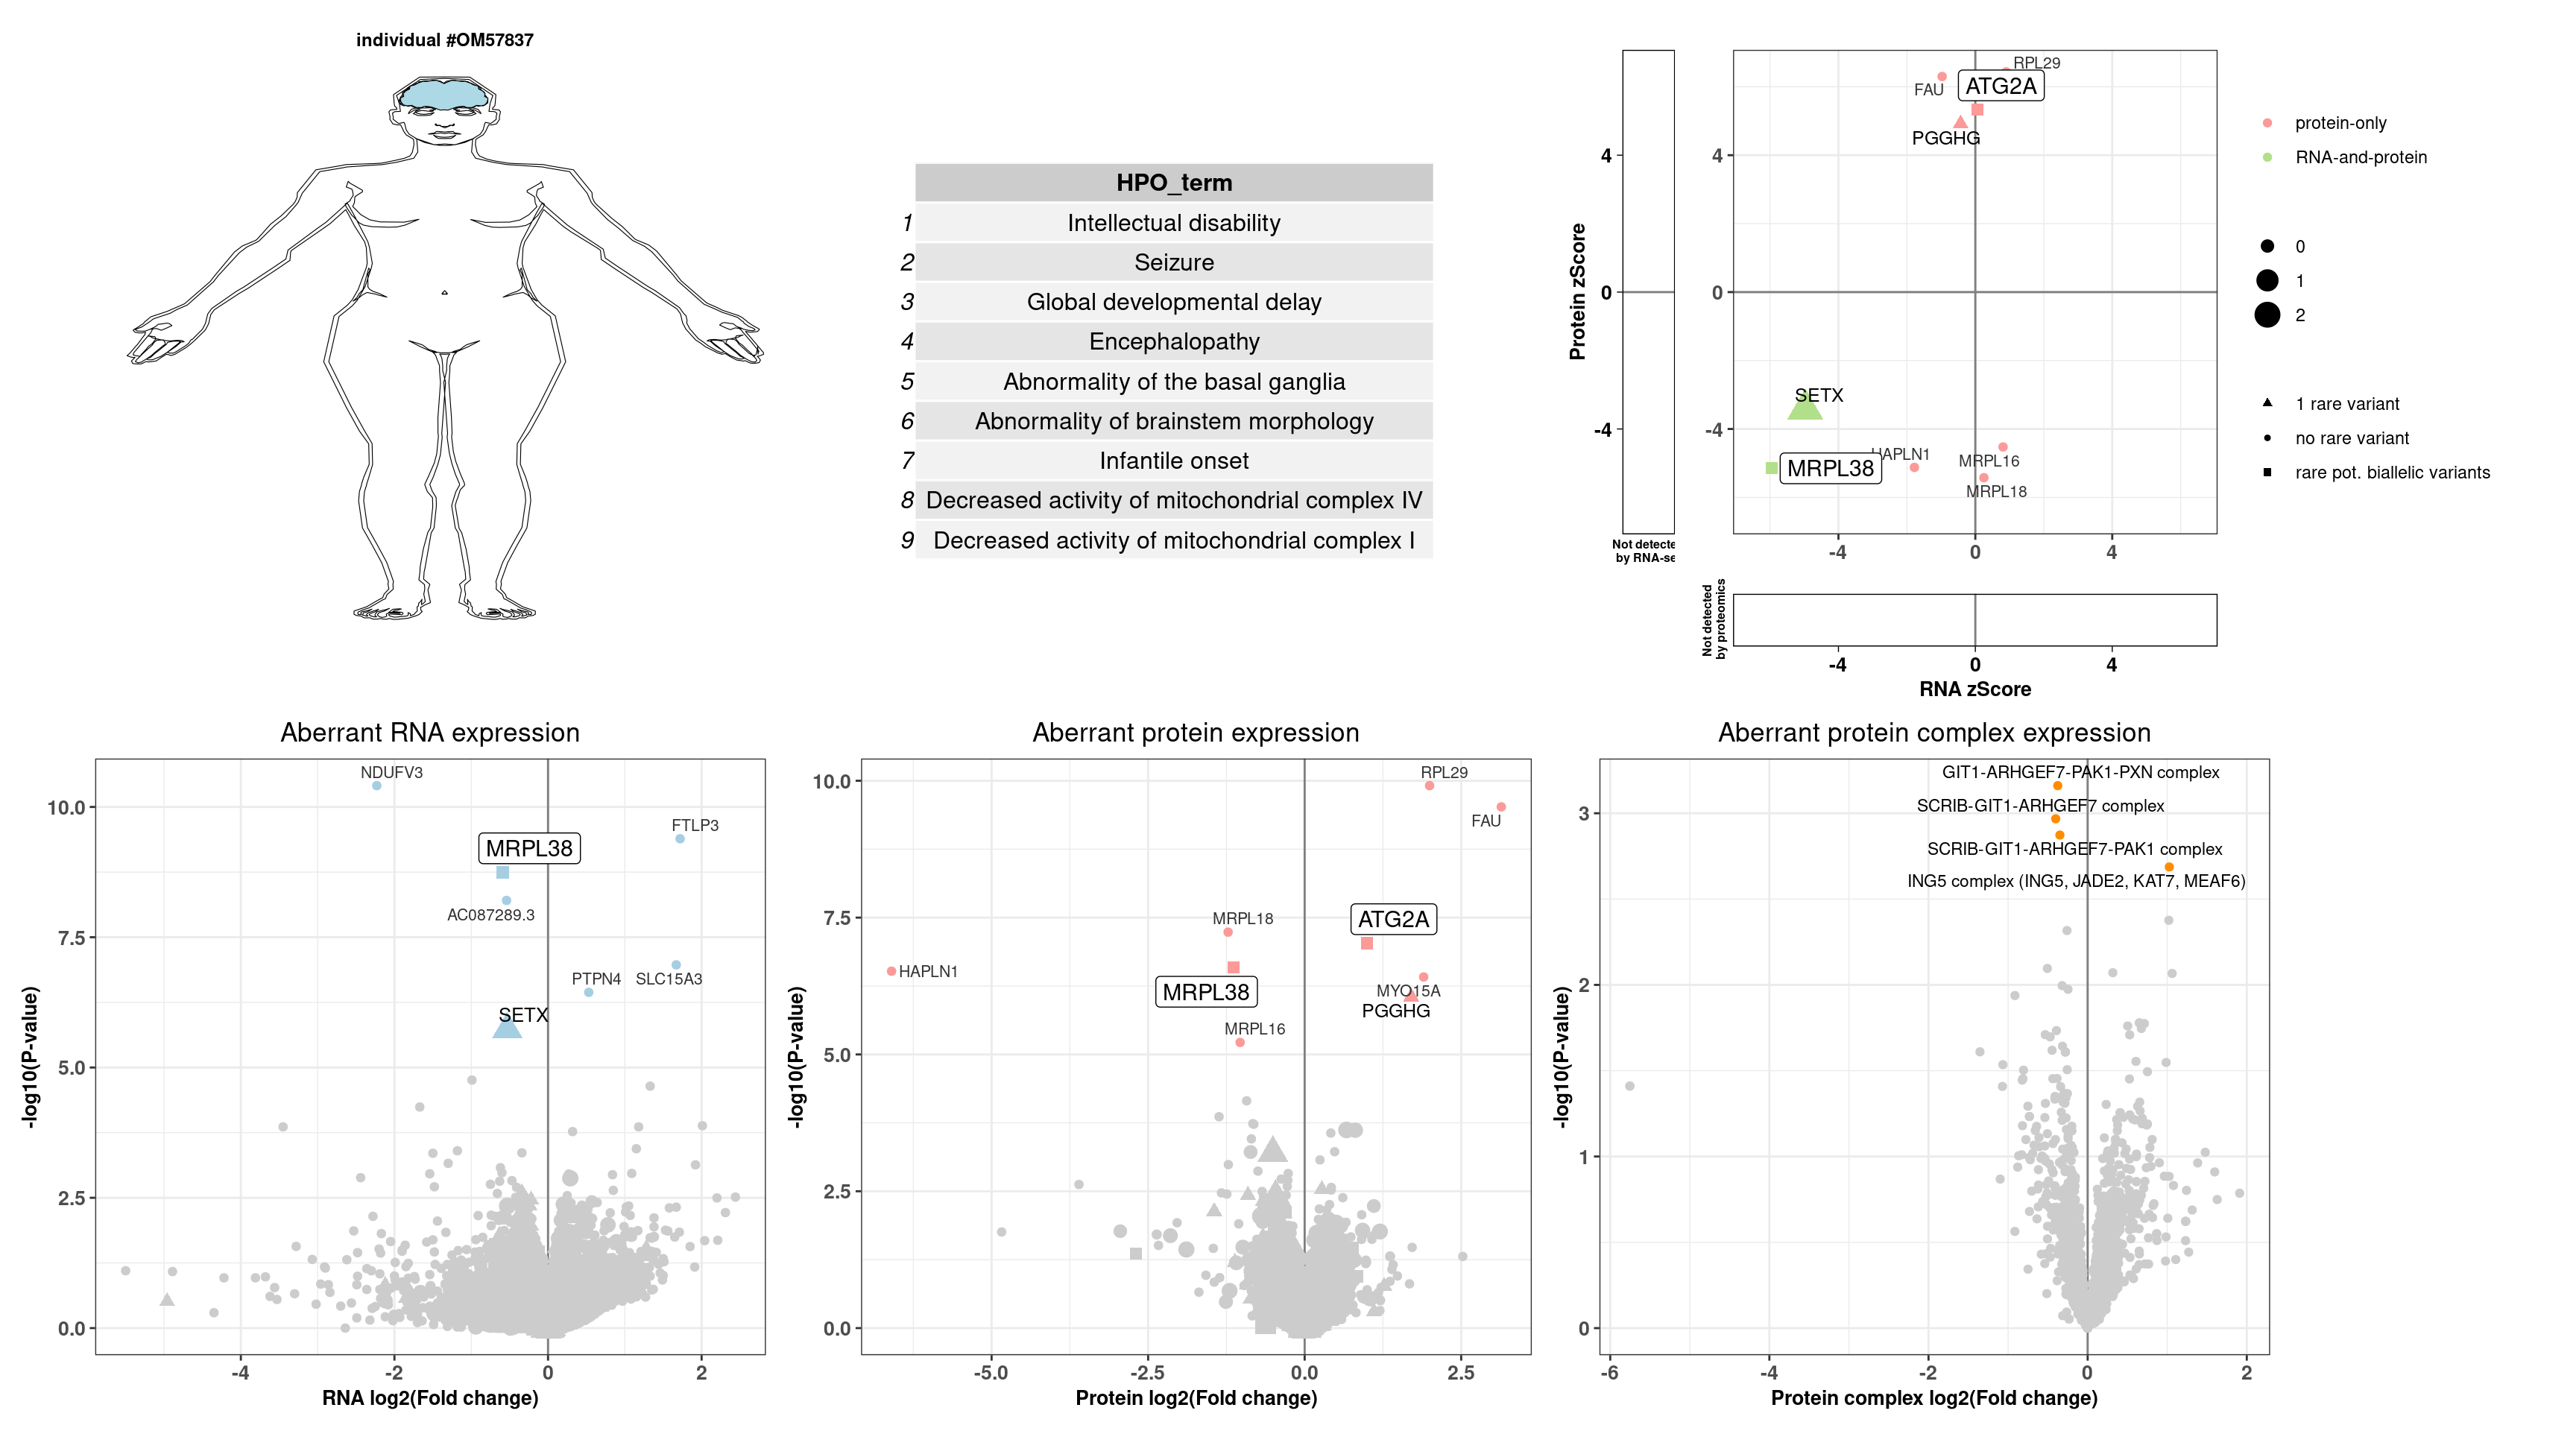 individual #OM57837
HPO_term
1 Intellectual disability
2 Seizure
3 Global developmental delay
4 Encephalopathy
5 Abnormality of the basal ganglia
6 Abnormality of brainstem morphology
7 Infantile onset
8 Decreased activity of mitochondrial complex IV
9 Decreased activity of mitochondrial complex I
Protein zScore
4
0
-4
Not detecte
by RNA-se
4
0
-4
RPL29
FAU
ATG2A
PGGHG
SETX
MRPL38
HAPLN1
MRPL16
MRPL18
-4 0 4
Not detected
by proteomics
-4 0 4
RNA zScore
protein-only
RNA-and-protein
0
1
2
1 rare variant
no rare variant
rare pot. biallelic variants
Aberrant RNA expression
-log10(P-value)
10.0
7.5
5.0
2.5
0.0
NDUFV3
FTLP3
MRPL38
AC087289.3
PTPN4 SLC15A3
SETX
-4 -2 0 2
RNA log2(Fold change)
Aberrant protein expression
-log10(P-value)
10.0
7.5
5.0
2.5
0.0
RPL29
FAU
MRPL18
ATG2A
HAPLN1
MRPL38
MYO15A
PGGHG
MRPL16
-5.0 -2.5 0.0 2.5
Protein log2(Fold change)
Aberrant protein complex expression
-log10(P-value)
3
2
1
0
GIT1-ARHGEF7-PAK1-PXN complex
SCRIB-GIT1-ARHGEF7 complex
SCRIB-GIT1-ARHGEF7-PAK1 complex
ING5 complex (ING5, JADE2, KAT7, MEAF6)
-6 -4 -2 0 2
Protein complex log2(Fold change)